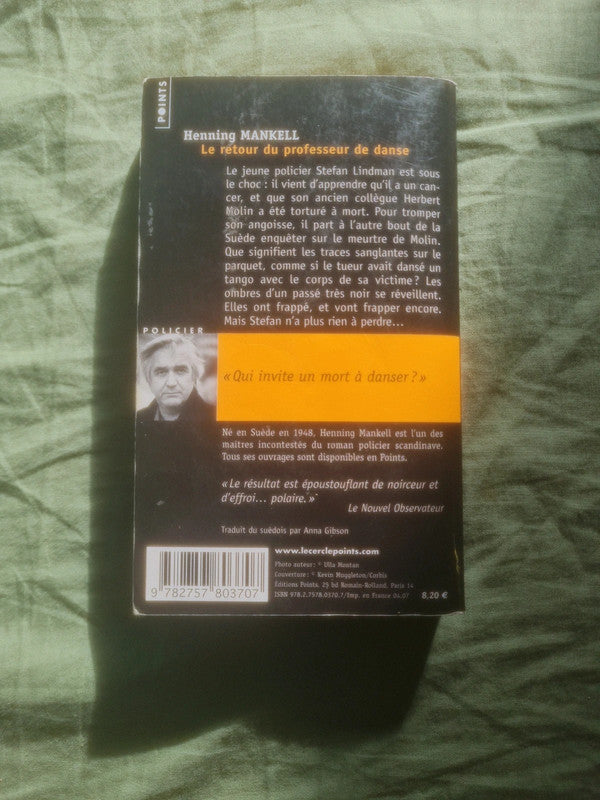 POINTS
Henning MANKELL
Le retour du professeur de danse
Le jeune policier Stefan Lindman est sous
le choc : il vient d'apprendre qu'il a un can-
cer, et que son ancien collègue Herbert
Molin a été torturé à mort. Pour tromper
son angoisse, il part à l'autre bout de la
Suède enquêter sur le meurtre de Molin.
Que signifient les traces sanglantes sur le
parquet, comme si le tueur avait dansé un
tango avec le corps de sa victime ? Les
ombres d'un passé très noir se réveillent.
Elles ont frappé, et vont frapper encore.
Mais Stefan n'a plus rien à perdre...
POLICIER
« Qui invite un mort à danser ? »
Né en Suède en 1948, Henning Mankell est l'un des
maîtres incontestés du roman policier scandinave.
Tous ses ouvrages sont disponibles en Points.
« Le résultat est époustouflant de noirceur et
d'effroi... polaire. »
Le Nouvel Observateur
Traduit du suédois par Anna Gibson
www.lecerclepoints.com
Photo auteur : © Ulla Montan
Couverture : © Kevin Muggleton/Corbis
Éditions Points, 25 bd Romain-Rolland, Paris 14
ISBN 978.2.7578.0370.7/Imp. en France 04.07
8,20 €
9 782757 803707